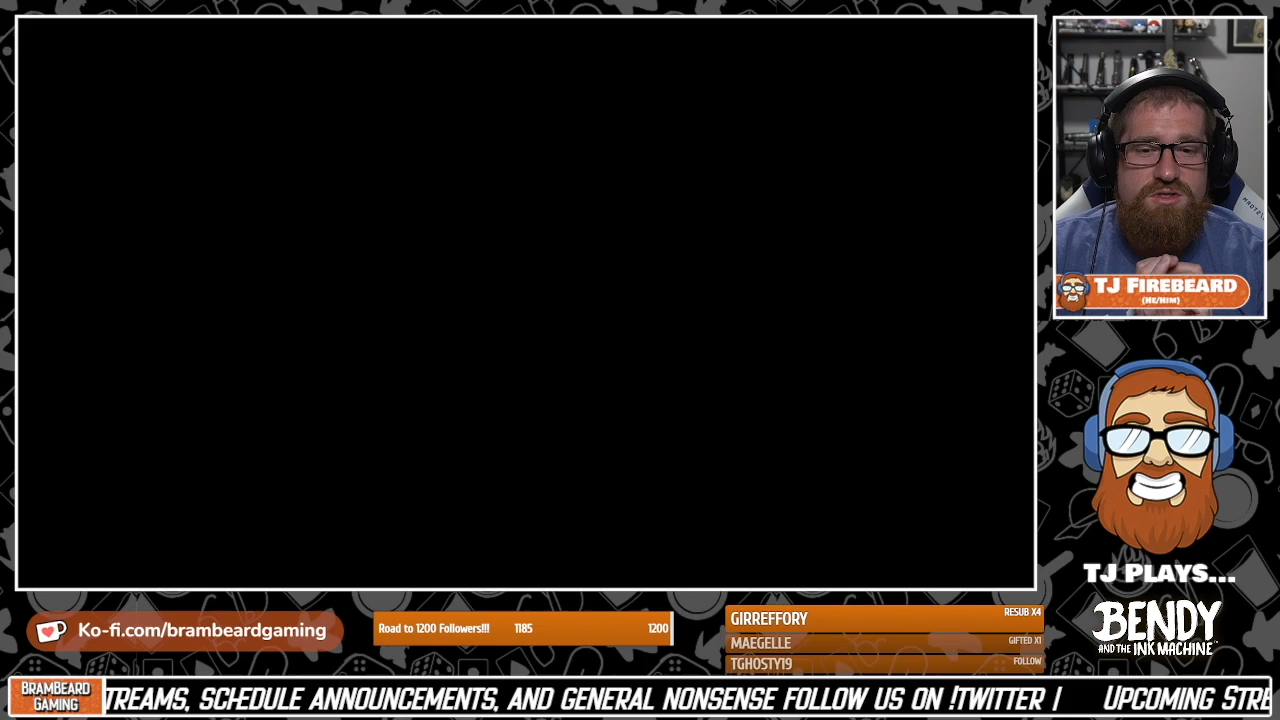 TJ FIREBEARD
(HE/HIM)
TJ PLAYS...
BENDY
AND THE INK MACHINE
Ko-fi.com/brambeardgaming
Road to 1200 Followers!!! 1185 1200
GIRREFFORY RESUB X4
MAEGELLE GIFTED X1
TGHOSTY19 FOLLOW
BRAMBEARD
GAMING
TREAMS, SCHEDULE ANNOUNCEMENTS, AND GENERAL NONSENSE FOLLOW US ON !TWITTER | UPCOMING STRE